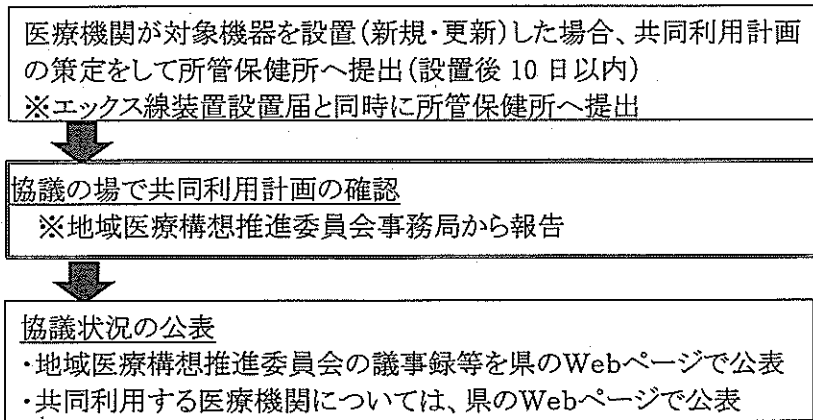 医療機関が対象機器を設置(新規・更新)した場合、共同利用計画
の策定をして所管保健所へ提出(設置後 10 日以内)
※エックス線装置設置届と同時に所管保健所へ提出
協議の場で共同利用計画の確認
※地域医療構想推進委員会事務局から報告
協議状況の公表
・地域医療構想推進委員会の議事録等を県のWebページで公表
・共同利用する医療機関については、県のWebページで公表